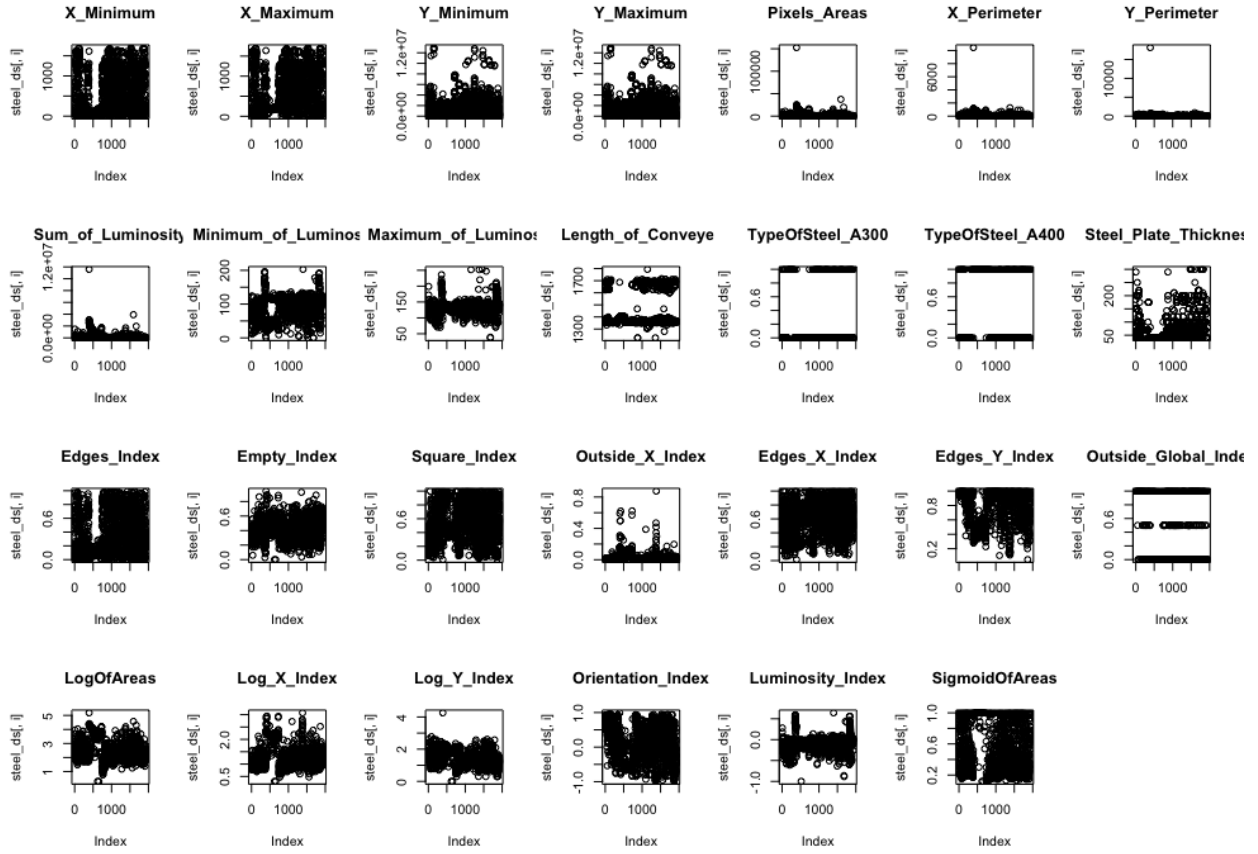 X_Minimum X_Maximum Y_Minimum Y_Maximum Pixels_Areas X_Perimeter Y_Perimeter
steel_ds[, i] 0 1000 steel_ds[, i] 0 1000 steel_ds[, i] 0.0e+00 1.2e+07 steel_ds[, i] 0.0e+00 1.2e+07 steel_ds[, i] 0 100000 steel_ds[, i] 0 6000 steel_ds[, i] 0 10000
0 1000 0 1000 0 1000 0 1000 0 1000 0 1000 0 1000
Index Index Index Index Index Index Index
Sum_of_Luminosity Minimum_of_Luminos Maximum_of_Luminos Length_of_Conveye TypeOfSteel_A300 TypeOfSteel_A400 Steel_Plate_Thicknes
steel_ds[, i] 0.0e+00 1.2e+07 steel_ds[, i] 0 50 100 200 steel_ds[, i] 50 150 steel_ds[, i] 1300 1500 1700 steel_ds[, i] 0.0 0.6 steel_ds[, i] 0.0 0.6 steel_ds[, i] 50 200
0 1000 0 1000 0 1000 0 1000 0 1000 0 1000 0 1000
Index Index Index Index Index Index Index
Edges_Index Empty_Index Square_Index Outside_X_Index Edges_X_Index Edges_Y_Index Outside_Global_Inde
steel_ds[, i] 0.0 0.6 steel_ds[, i] 0.0 0.6 steel_ds[, i] 0.0 0.6 steel_ds[, i] 0.0 0.4 0.8 steel_ds[, i] 0.0 0.6 steel_ds[, i] 0.2 0.8 steel_ds[, i] 0.0 0.6
0 1000 0 1000 0 1000 0 1000 0 1000 0 1000 0 1000
Index Index Index Index Index Index Index
LogOfAreas Log_X_Index Log_Y_Index Orientation_Index Luminosity_Index SigmoidOfAreas
steel_ds[, i] 1 2 3 4 5 steel_ds[, i] 0.5 2.0 steel_ds[, i] 0 2 4 steel_ds[, i] -1.0 0.0 1.0 steel_ds[, i] -1.0 0.0 steel_ds[, i] 0.2 0.6 1.0
0 1000 0 1000 0 1000 0 1000 0 1000 0 1000
Index Index Index Index Index Index